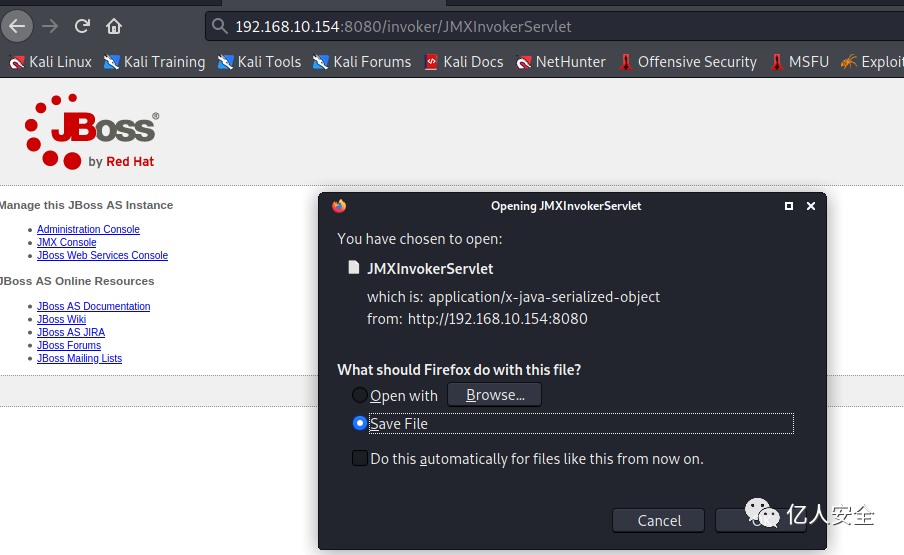 192.168.10.154:8080/invoker/JMXInvokerServlet
Kali Linux Kali Training Kali Tools Kali Forums Kali Docs NetHunter Offensive Security MSFU Exploit
JBoss®
by Red Hat
Manage this JBoss AS Instance
Administration Console
JMX Console
JBoss Web Services Console
JBoss AS Online Resources
JBoss AS Documentation
JBoss Wiki
JBoss AS JIRA
JBoss Forums
JBoss Mailing Lists
Opening JMXInvokerServlet
You have chosen to open:
JMXInvokerServlet
which is: application/x-java-serialized-object
from: http://192.168.10.154:8080
What should Firefox do with this file?
Open with Browse...
Save File
Do this automatically for files like this from now on.
Cancel
亿人安全